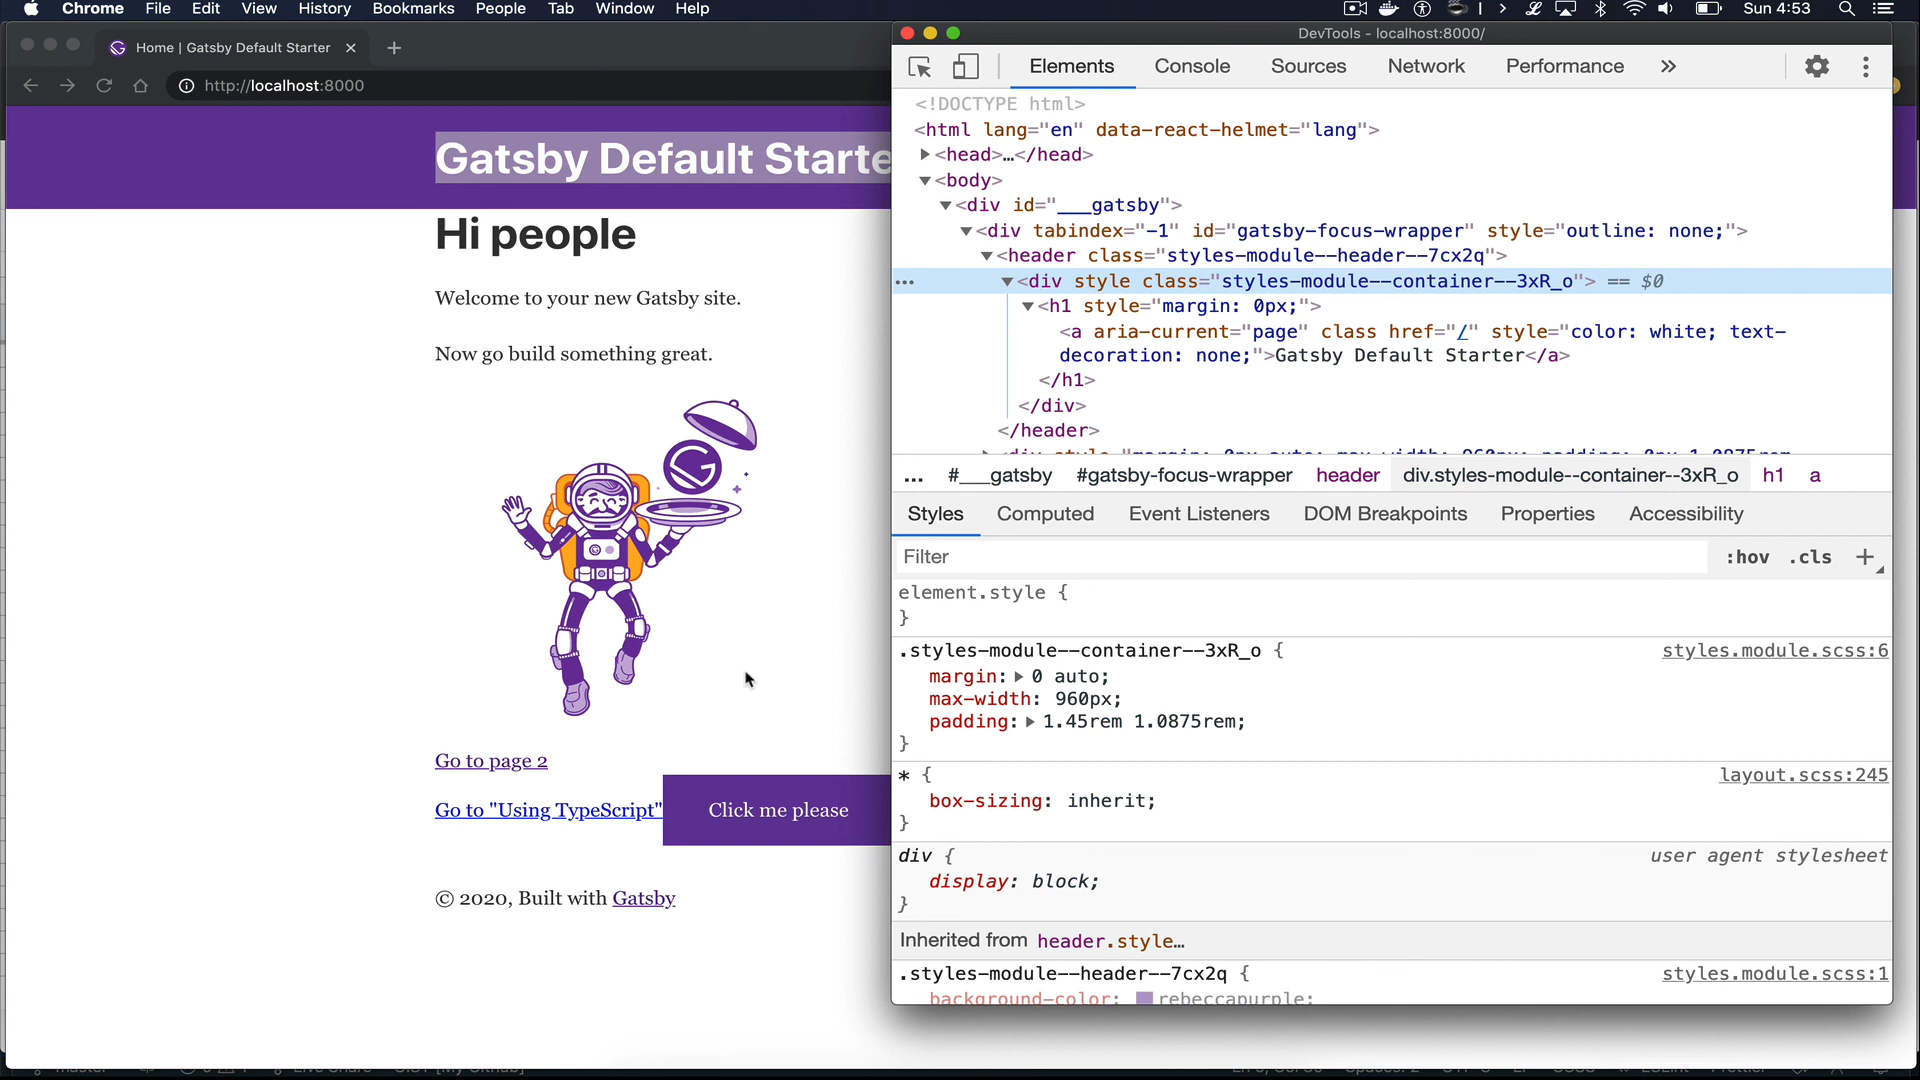 Chrome File Edit View History Bookmarks People Tab Window Help
Sun 4:53
Home | Gatsby Default Starter
http://localhost:8000
Gatsby Default Starte
Hi people
Welcome to your new Gatsby site.
Now go build something great.
Go to page 2
Go to "Using TypeScript"
Click me please
© 2020, Built with Gatsby
DevTools - localhost:8000/
Elements Console Sources Network Performance »
<!DOCTYPE html>
<html lang="en" data-react-helmet="lang">
<head>…</head>
<body>
<div id="___gatsby">
<div tabindex="-1" id="gatsby-focus-wrapper" style="outline: none;">
<header class="styles-module--header--7cx2q">
… <div style class="styles-module--container--3xR_o"> == $0
<h1 style="margin: 0px;">
<a aria-current="page" class href="/" style="color: white; text-
decoration: none;">Gatsby Default Starter</a>
</h1>
</div>
</header>
… #___gatsby #gatsby-focus-wrapper header div.styles-module--container--3xR_o h1 a
Styles Computed Event Listeners DOM Breakpoints Properties Accessibility
Filter :hov .cls +
element.style {
}
.styles-module--container--3xR_o { styles.module.scss:6
margin: 0 auto;
max-width: 960px;
padding: 1.45rem 1.0875rem;
}
* { layout.scss:245
box-sizing: inherit;
}
div { user agent stylesheet
display: block;
}
Inherited from header.style…
.styles-module--header--7cx2q { styles.module.scss:1
background-color: rebeccapurple;